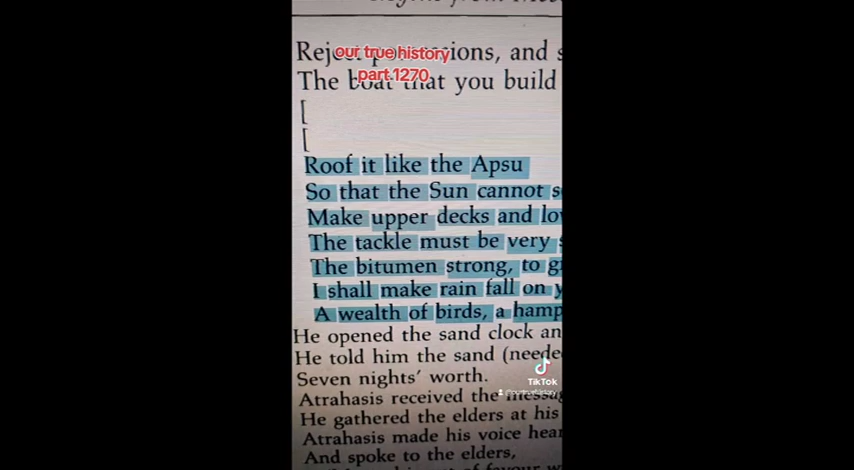 our true history
part.1270
and
The boat that you build
[
[
Roof it like the Apsu
So that the Sun cannot
Make upper decks and
The tackle must be very
The bitumen strong, to
I shall make rain fall on
A wealth of birds, a
He opened the sand clock
He told him the sand
Seven nights' worth.
Atrahasis received the
He gathered the elders at his
Atrahasis made his voice
And spoke to the elders,
TikTok